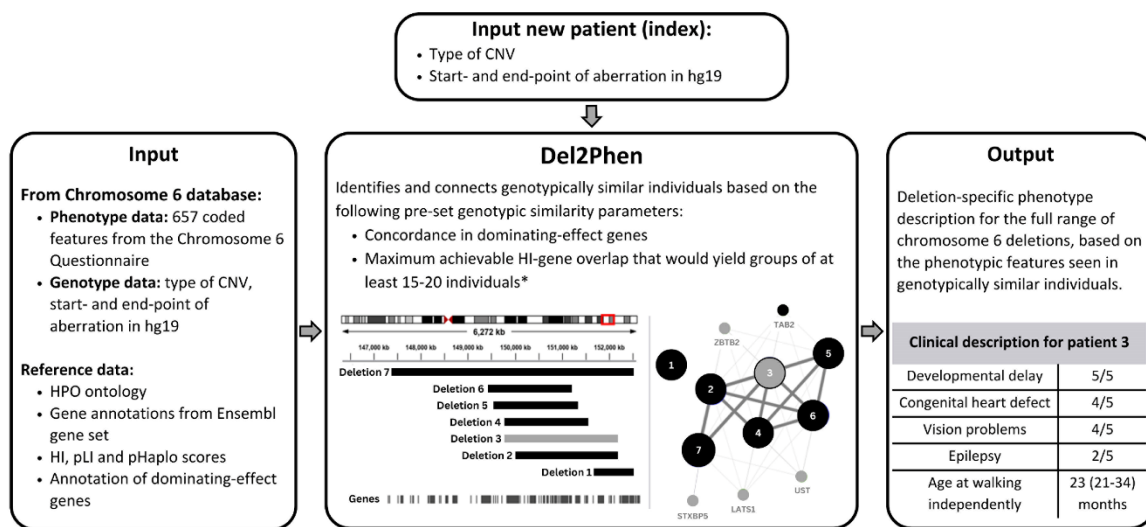 Input new patient (index):
• Type of CNV
• Start- and end-point of aberration in hg19
Input
From Chromosome 6 database:
• Phenotype data: 657 coded
features from the Chromosome 6
Questionnaire
• Genotype data: type of CNV,
start- and end-point of
aberration in hg19
Reference data:
• HPO ontology
• Gene annotations from Ensembl
gene set
• HI, pLI and pHaplo scores
• Annotation of dominating-effect
genes
Del2Phen
Identifies and connects genotypically similar individuals based on the
following pre-set genotypic similarity parameters:
• Concordance in dominating-effect genes
• Maximum achievable HI-gene overlap that would yield groups of
at least 15-20 individuals*
6,272 kb
147,000 kb 148,000 kb 149,000 kb 150,000 kb 151,000 kb 152,000 kb
Deletion 7
Deletion 6
Deletion 5
Deletion 4
Deletion 3
Deletion 2
Deletion 1
Genes
TAB2
ZBTB2
1
3
5
2
6
4
7
UST
LATS1
STXBP5
Output
Deletion-specific phenotype
description for the full range of
chromosome 6 deletions, based on
the phenotypic features seen in
genotypically similar individuals.
Clinical description for patient 3
Developmental delay 5/5
Congenital heart defect 4/5
Vision problems 4/5
Epilepsy 2/5
Age at walking 23 (21-34)
independently months